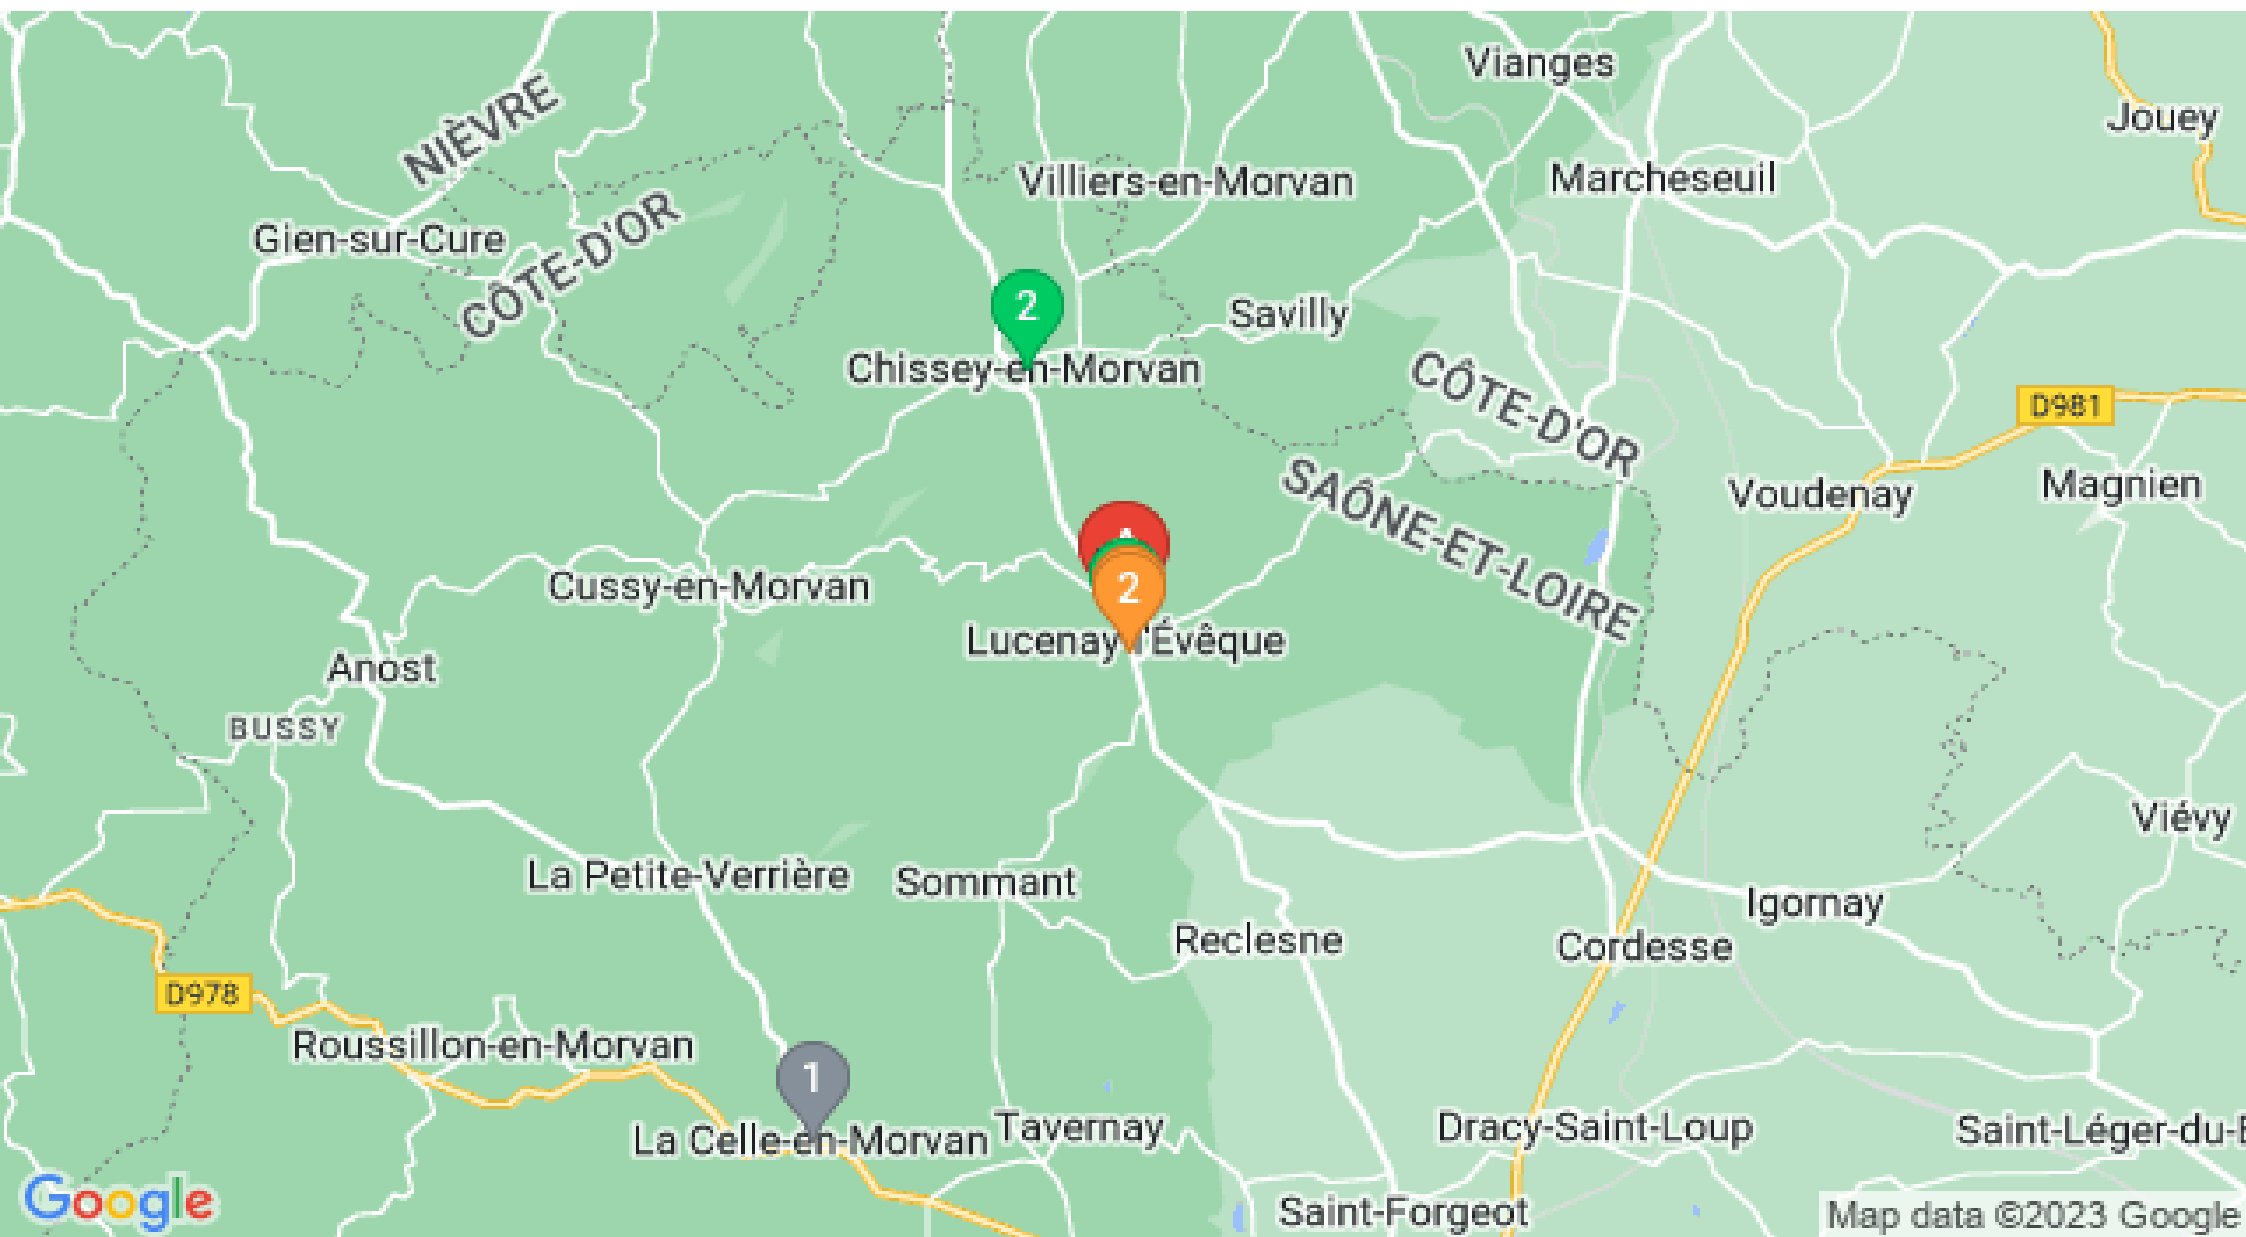 Vianges
Jouey
NIÈVRE
Villiers-en-Morvan
Marcheseuil
Gien-sur-Cure
CÔTE-D'OR
2
Savilly
Chissey-en-Morvan
CÔTE-D'OR
D981
Voudenay
Magnien
SAÔNE-ET-LOIRE
Cussy-en-Morvan
2
Lucenay-l'Évêque
Anost
BUSSY
Viévy
La Petite-Verrière
Sommant
Igornay
Reclesne
Cordesse
D978
Roussillon-en-Morvan
1
La Celle-en-Morvan
Tavernay
Dracy-Saint-Loup
Saint-Léger-du-B
Google
Saint-Forgeot
Map data ©2023 Google